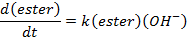 d(ester)/dt = k(ester)(OH⁻)